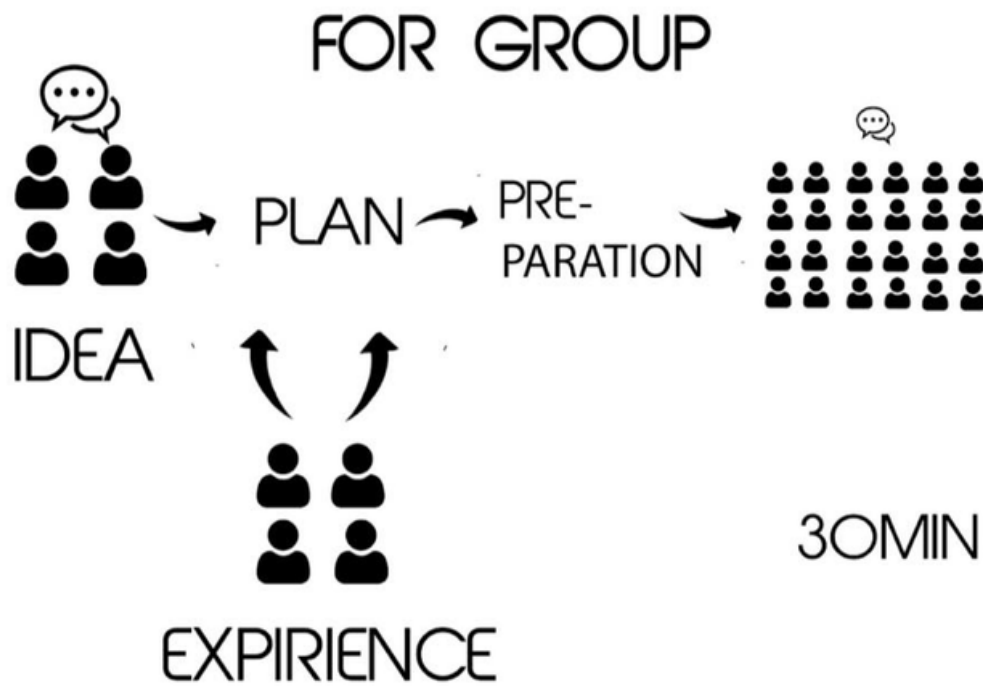 FOR GROUP
PLAN
PRE-
PARATION
IDEA
30MIN
EXPIRIENCE